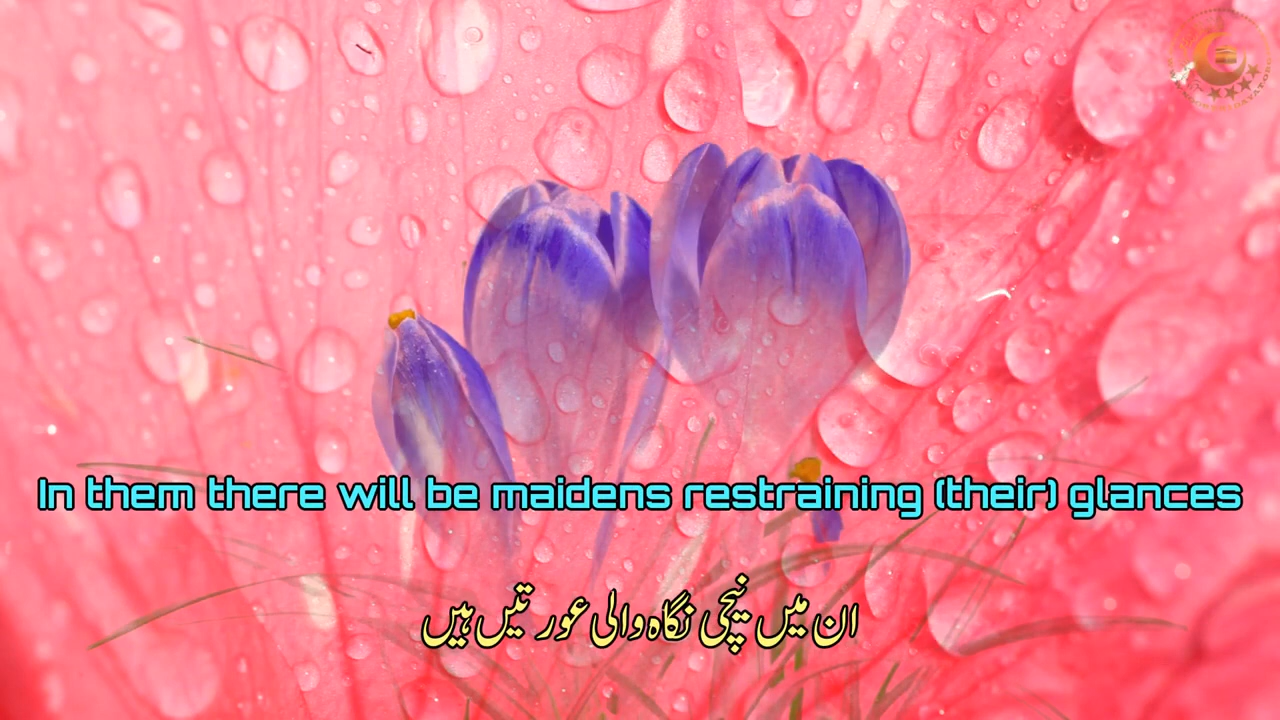 In them there will be maidens restraining (their) glances
ان میں نیچی نگاہ والی عورتیں ہیں